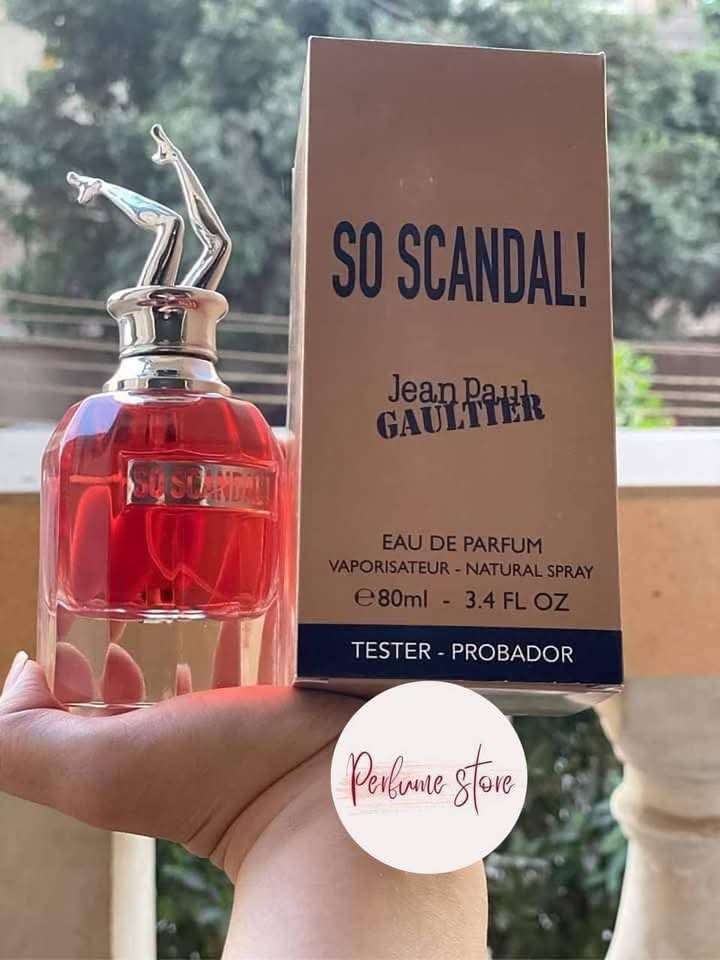 SO SCANDAL!
Jean Paul
GAULTIER
SO SCANDAL!
EAU DE PARFUM
VAPORISATEUR - NATURAL SPRAY
℮80ml - 3.4 FL OZ
TESTER - PROBADOR
Perfume store